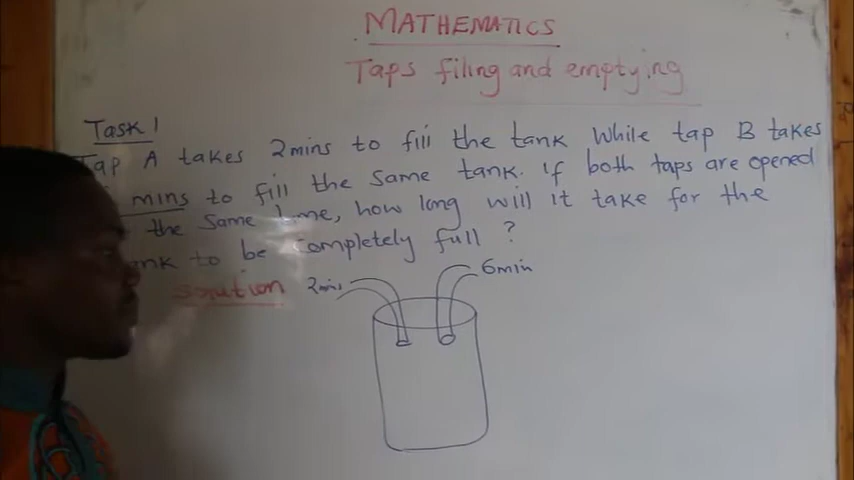 MATHEMATICS
Taps filing and emptying
Task 1
Tap A takes 2mins to fill the tank while tap B takes
mins to fill the same tank. if both taps are opened
the same time, how long will it take for the
to be completely full ?
solution 2mins 6min